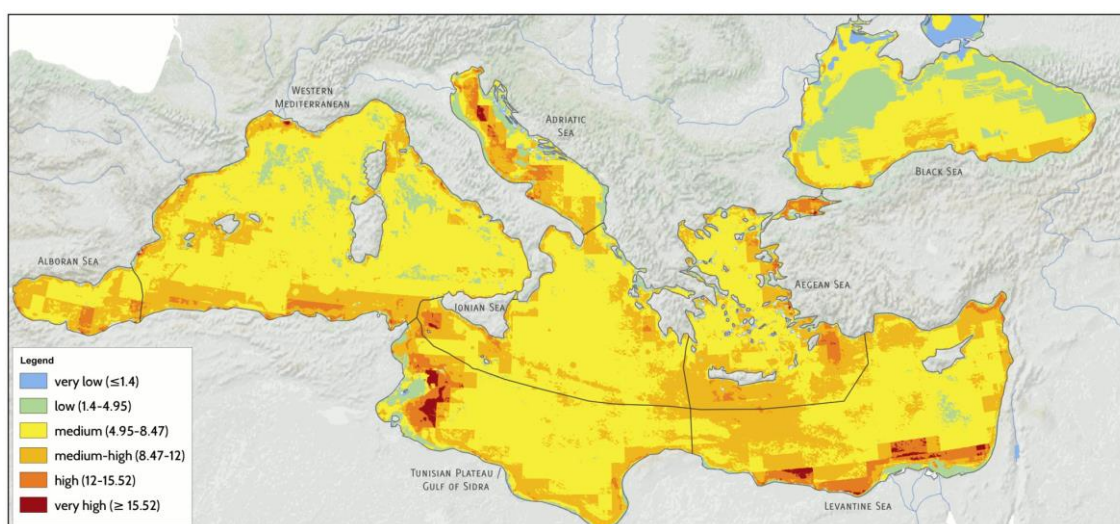 WESTERN
MEDITERRANEAN
ADRIATIC
SEA
BLACK SEA
ALBORAN SEA
IONIAN SEA
AEGEAN SEA
TUNISIAN PLATEAU /
GULF OF SIDRA
LEVANTINE SEA
Legend
very low (≤1.4)
low (1.4-4.95)
medium (4.95-8.47)
medium-high (8.47-12)
high (12-15.52)
very high (≥ 15.52)